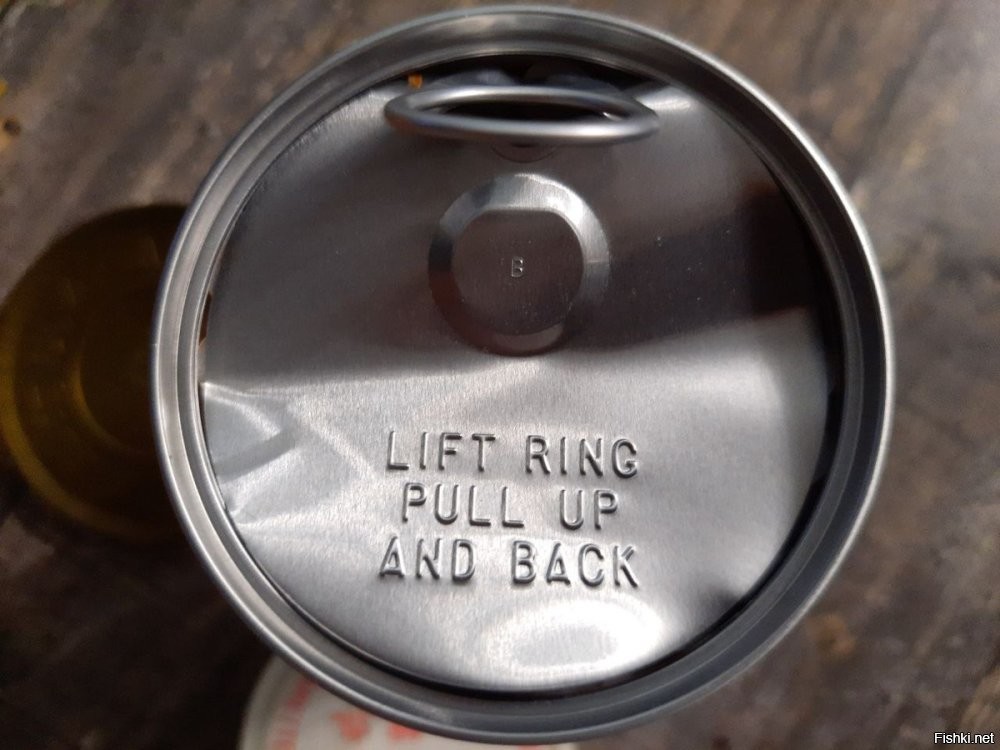 B
LIFT RING
PULL UP
AND BACK
Fishki.net